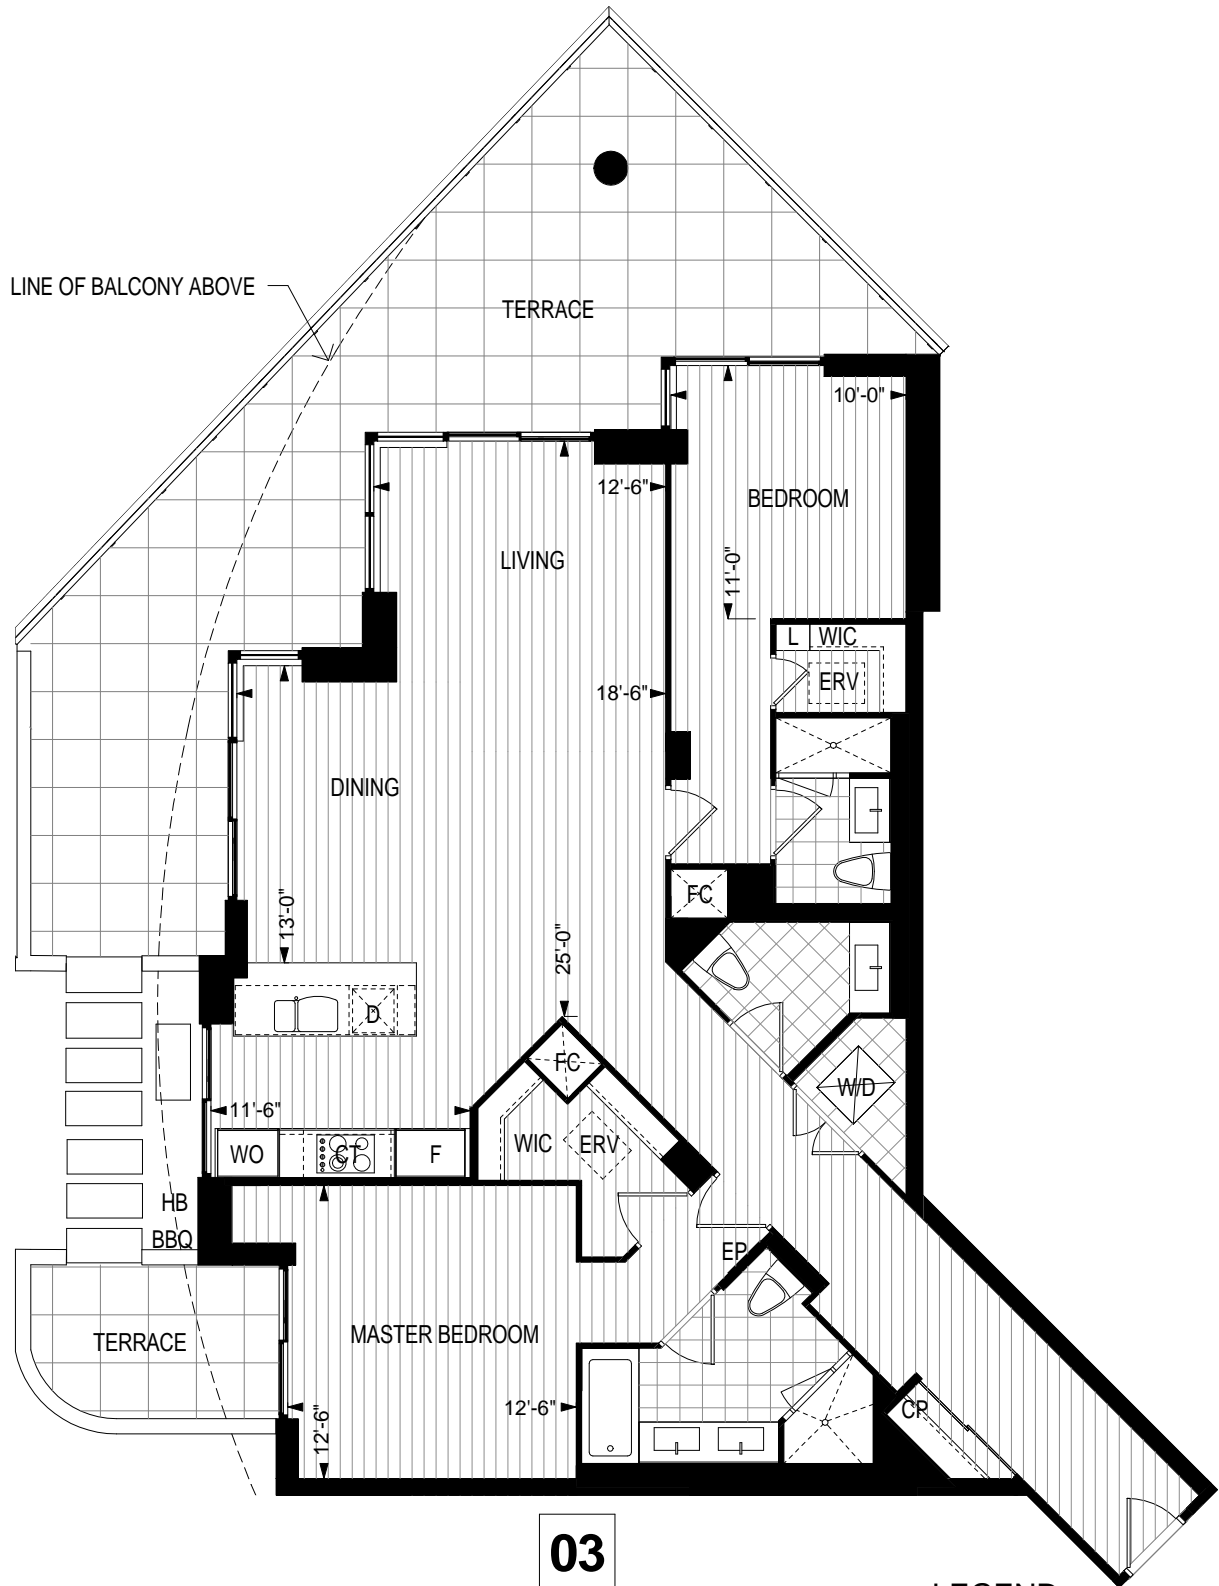 LINE OF BALCONY ABOVE
TERRACE
10'-0"
12'-6"
BEDROOM
LIVING
11'-0"
L WIC
ERV
18'-6"
DINING
FC
13'-0"
25'-0"
D
FC
W/D
11'-6"
WO CT F
WIC ERV
HB
BBQ
EP
TERRACE
MASTER BEDROOM
12'-6"
12'-6"
CP
03
LEGEND